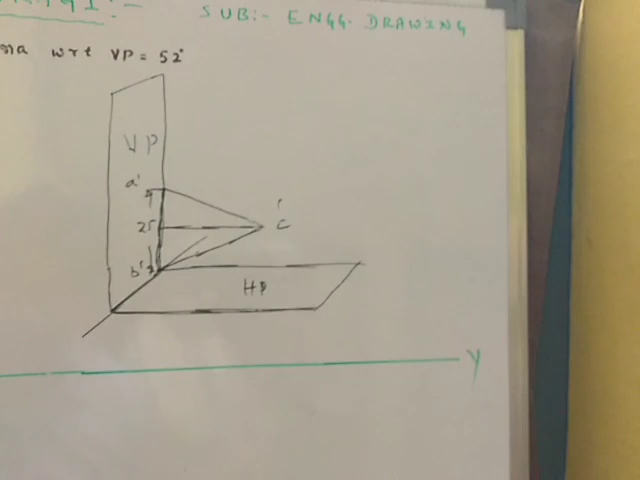 SUB:- ENGG. DRAWING
wrt VP = 52°
VP
a'
25
c'
b'
HP
Y